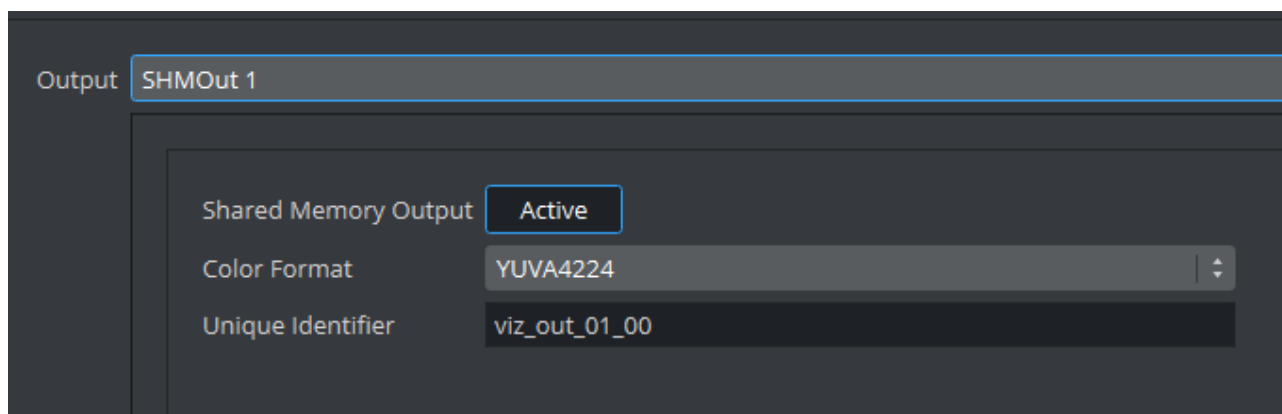 Output SHMOut 1
Shared Memory Output Active
Color Format YUVA4224
Unique Identifier viz_out_01_00